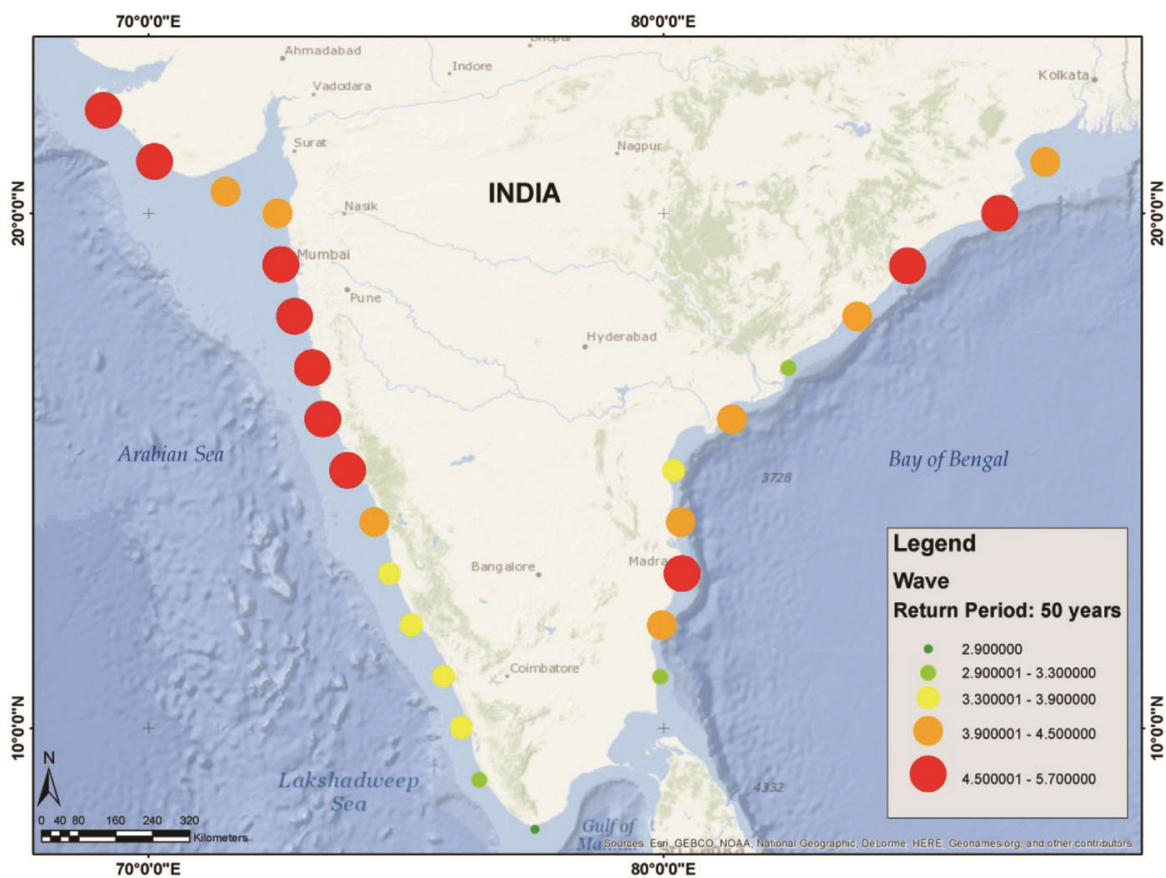 70°0'0"E 80°0'0"E
Ahmadabad
Bhopal
Indore
Kolkata
Vadodara
Surat
Nagpur
INDIA
20°0'0"N 20°0'0"N
Nasik
Mumbai
Pune
Hyderabad
Arabian Sea
Bay of Bengal
3728
Legend
Wave
Return Period: 50 years
2.900000
2.900001 - 3.300000
3.300001 - 3.900000
3.900001 - 4.500000
4.500001 - 5.700000
Bangalore
Madra
Coimbatore
10°0'0"N 10°0'0"N
N
Lakshadweep
Sea
4332
0 40 80 160 240 320
Kilometers
Gulf of
Sources: Esri, GEBCO, NOAA, National Geographic, DeLorme, HERE, Geonames.org, and other contributors
70°0'0"E 80°0'0"E